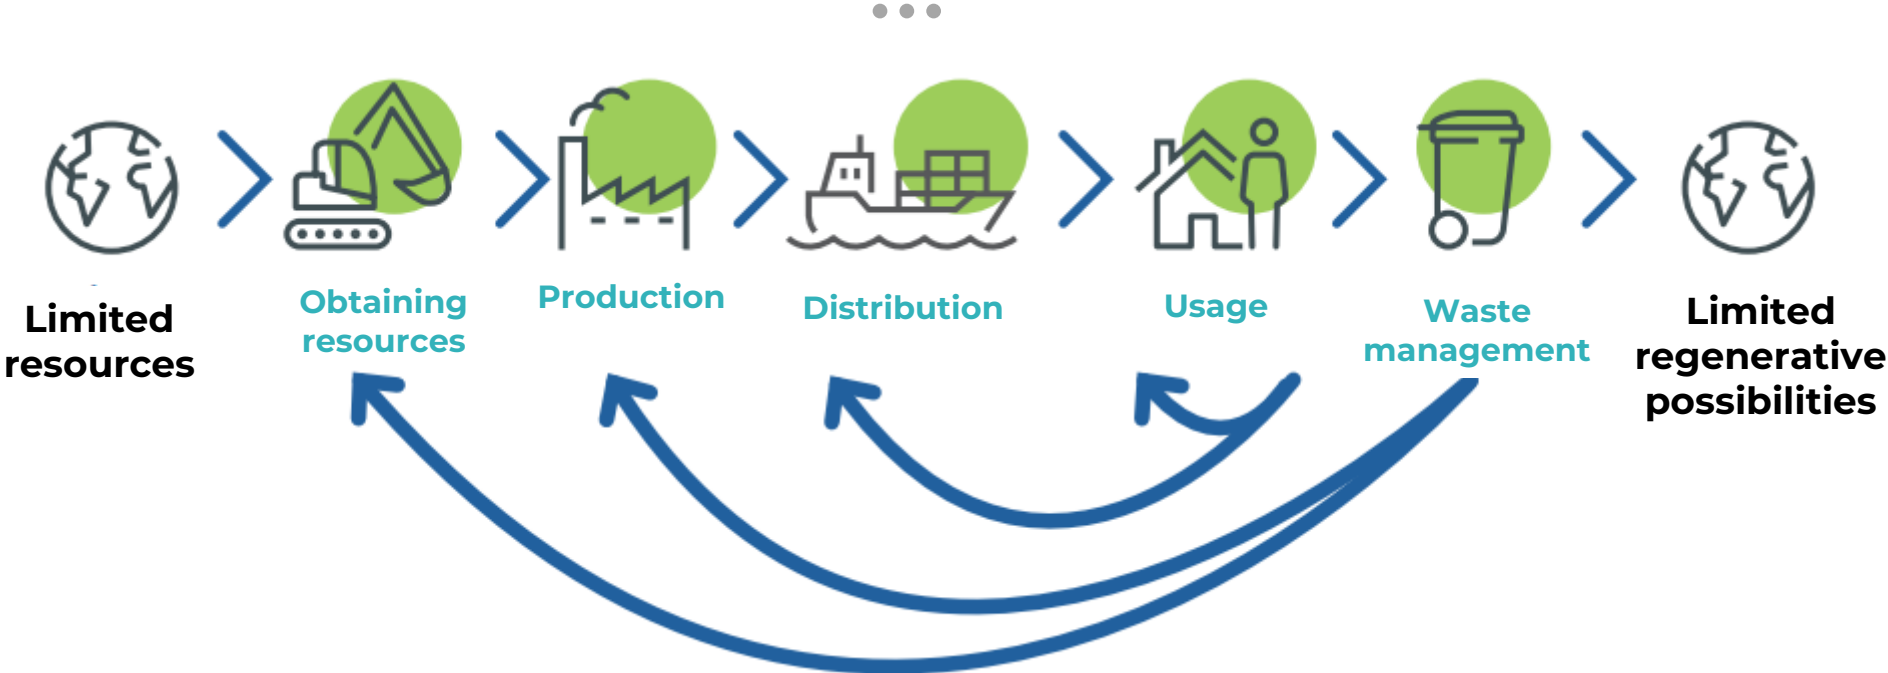 Limited
resources
Obtaining
resources
Production
Distribution
Usage
Waste
management
Limited
regenerative
possibilities